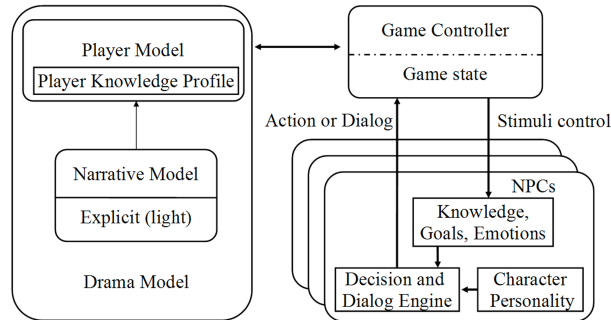 Player Model
Player Knowledge Profile
Narrative Model
Explicit (light)
Drama Model
Game Controller
Game state
Action or Dialog
Stimuli control
NPCs
Knowledge,
Goals, Emotions
Decision and
Dialog Engine
Character
Personality